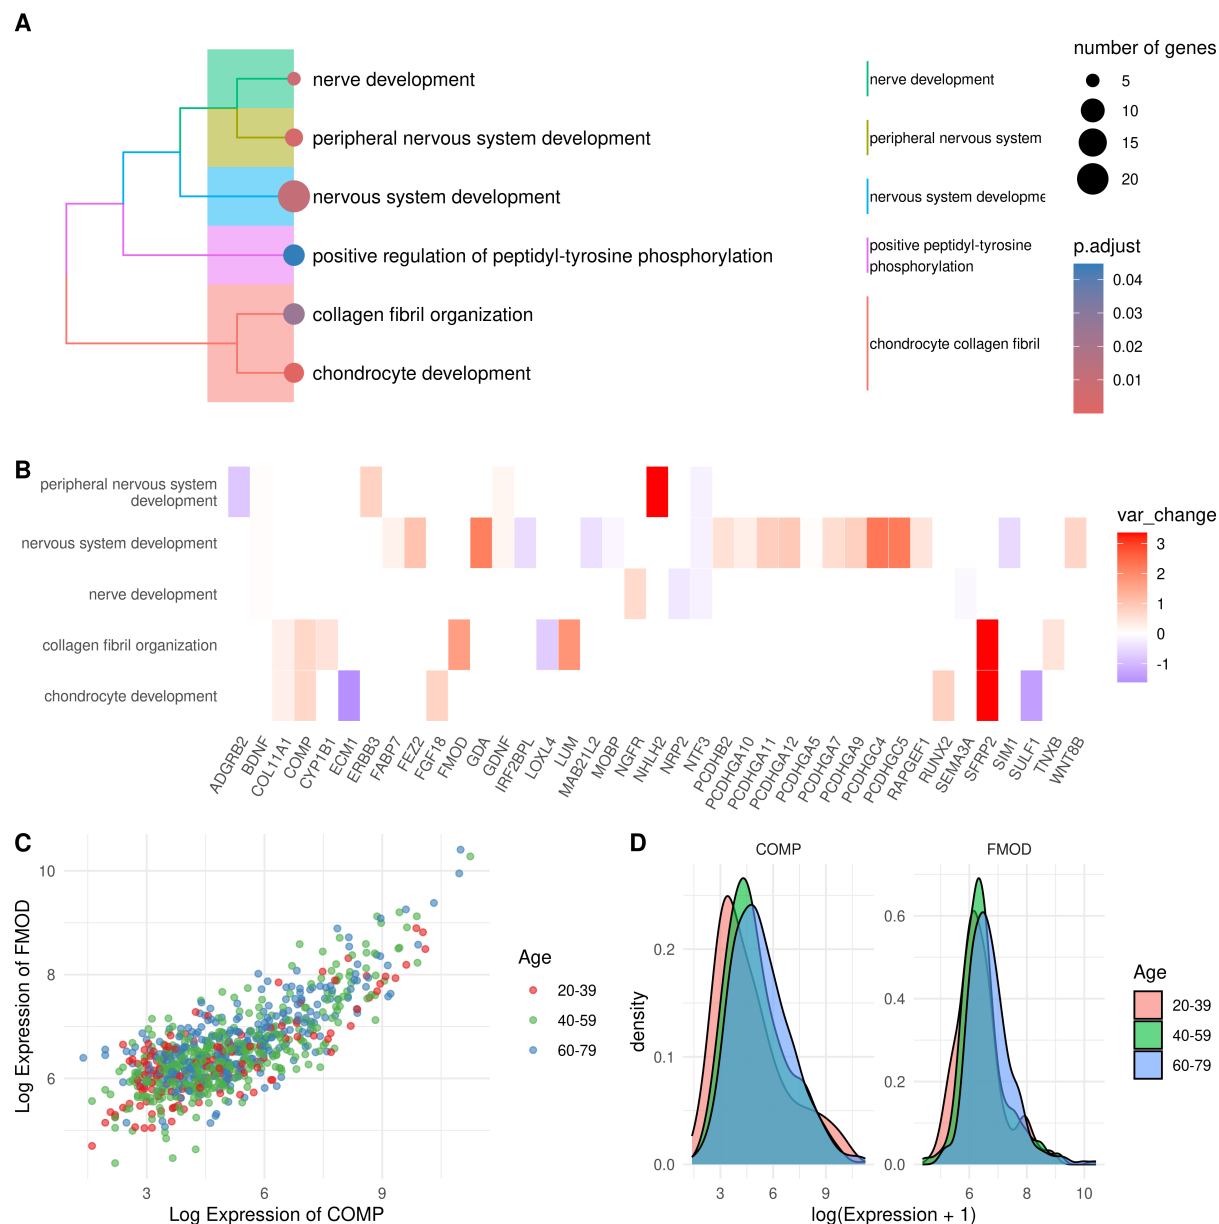 A
nerve development
peripheral nervous system development
nervous system development
positive regulation of peptidyl-tyrosine phosphorylation
collagen fibril organization
chondrocyte development
nerve development
peripheral nervous system
nervous system developme
positive peptidyl-tyrosine
phosphorylation
chondrocyte collagen fibril
number of genes
5
10
15
20
p.adjust
0.04
0.03
0.02
0.01
B
peripheral nervous system
development
nervous system development
nerve development
collagen fibril organization
chondrocyte development
ADGRB2
BDNF
COL11A1
COMP
CYP1B1
ECM1
ERBB3
FABP7
FEZ2
FGF18
FMOD
GDA
GDNF
IRF2BPL
LOXL4
LUM
MAB21L2
MOBP
NGFR
NHLH2
NRP2
NTF3
PCDHB2
PCDHGA10
PCDHGA11
PCDHGA12
PCDHGA5
PCDHGA7
PCDHGA9
PCDHGC4
PCDHGC5
RAPGEF1
RUNX2
SEMA3A
SFRP2
SIM1
SULF1
TNXB
WNT8B
var_change
3
2
1
0
-1
C
Log Expression of FMOD
10
8
6
3
6
9
Log Expression of COMP
Age
20-39
40-59
60-79
D
COMP
FMOD
density
0.2
0.1
0.0
3
6
9
0.6
0.4
0.2
0.0
6
8
10
log(Expression + 1)
Age
20-39
40-59
60-79